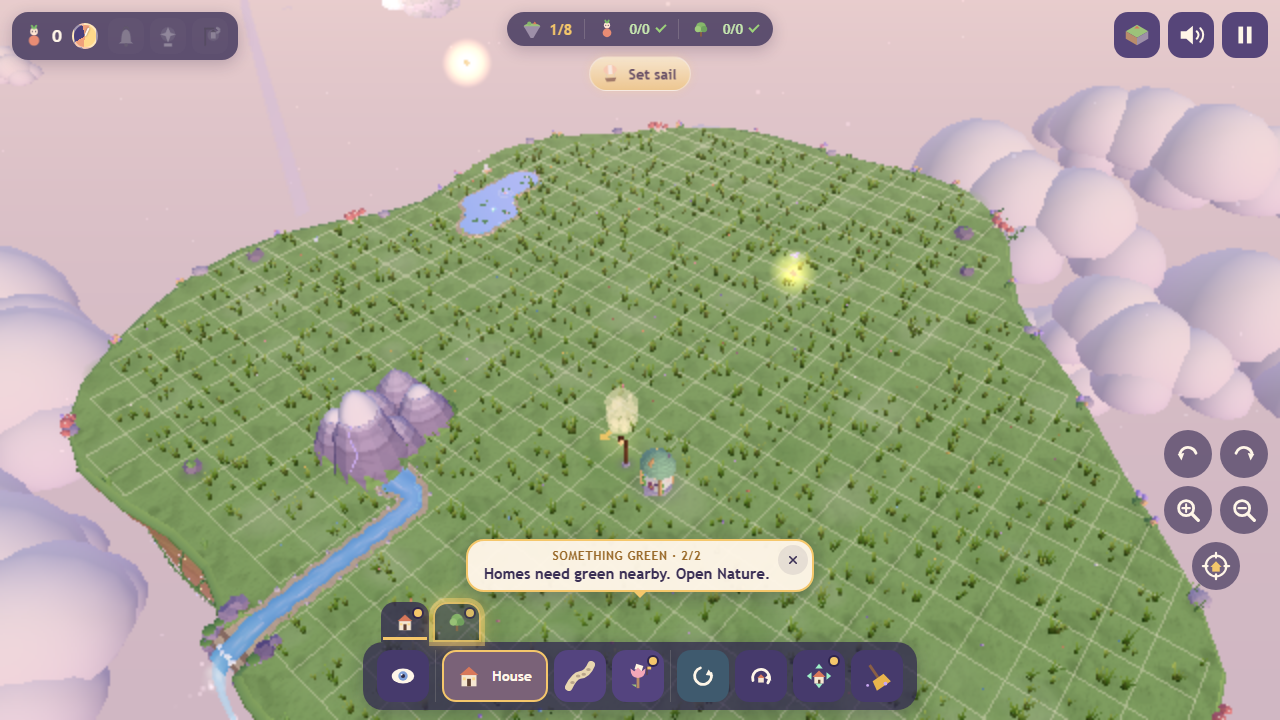 0
1/8
0/0
0/0
Set sail
SOMETHING GREEN · 2/2
Homes need green nearby. Open Nature.
House